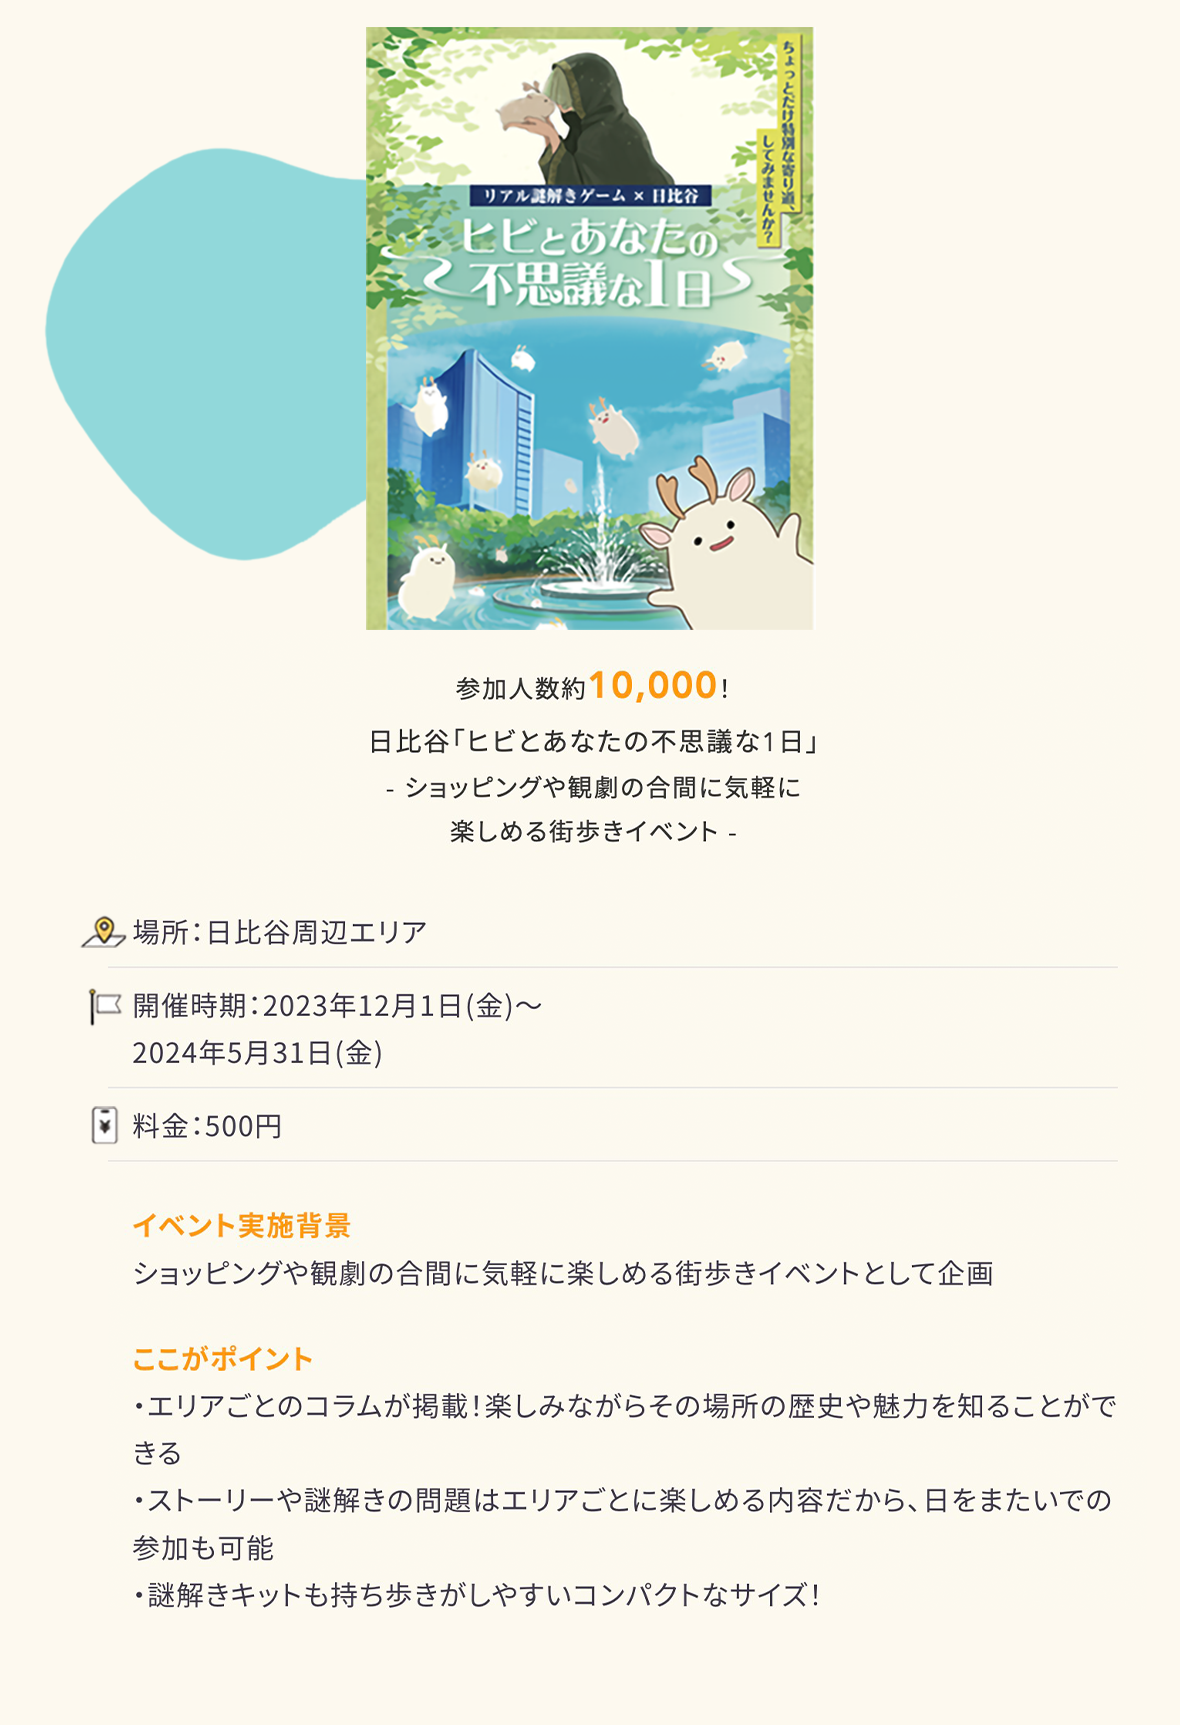 ちょっとだけ特別な寄り道、
してみませんか？
リアル謎解きゲーム × 日比谷
ヒビとあなたの
不思議な1日
参加人数約10,000！
日比谷「ヒビとあなたの不思議な1日」
- ショッピングや観劇の合間に気軽に
楽しめる街歩きイベント -
場所：日比谷周辺エリア
開催時期：2023年12月1日(金)～
2024年5月31日(金)
料金：500円
イベント実施背景
ショッピングや観劇の合間に気軽に楽しめる街歩きイベントとして企画
ここがポイント
・エリアごとのコラムが掲載！楽しみながらその場所の歴史や魅力を知ることがで
きる
・ストーリーや謎解きの問題はエリアごとに楽しめる内容だから、日をまたいでの
参加も可能
・謎解きキットも持ち歩きがしやすいコンパクトなサイズ！